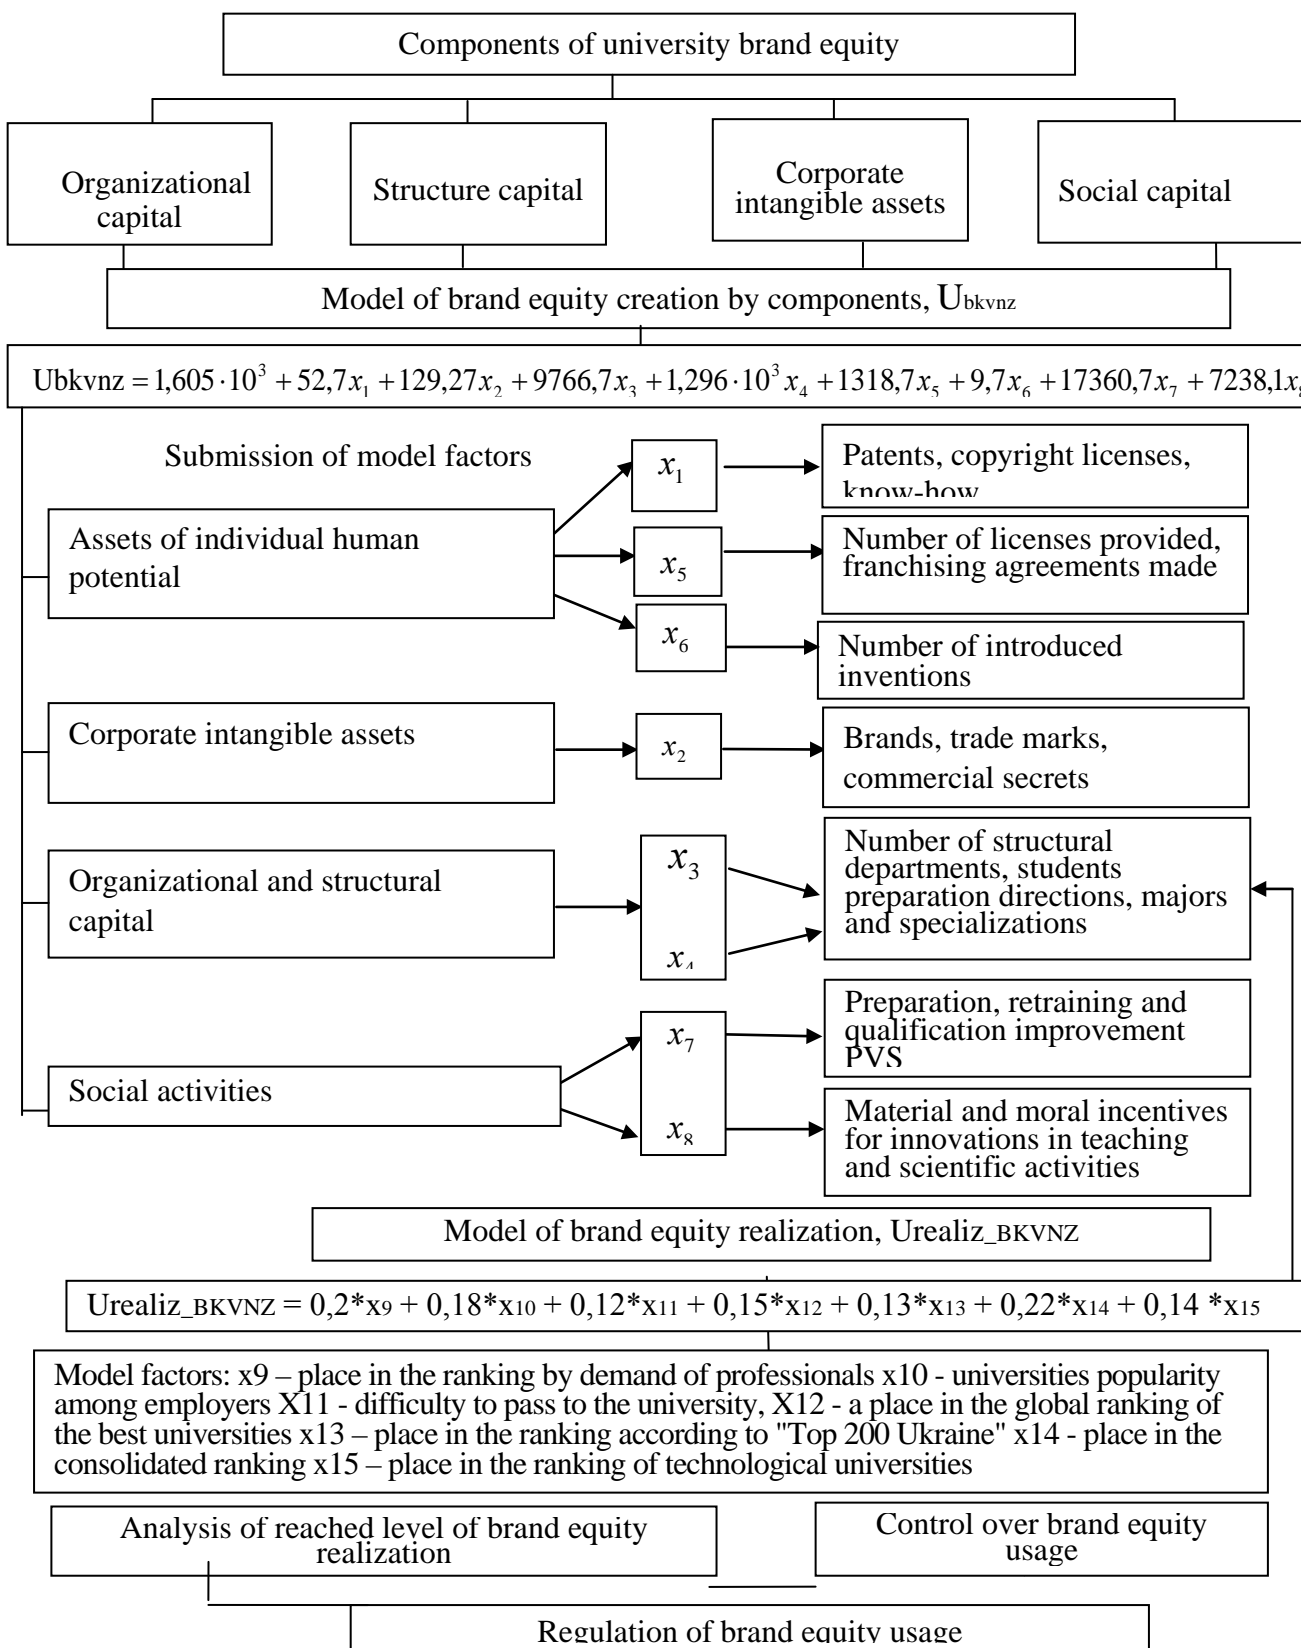 Components of university brand equity
Organizational
capital
Structure capital
Corporate
intangible assets
Social capital
Model of brand equity creation by components, Ubkvnz
Ubkvnz = 1,605·10³ + 52,7x₁ + 129,27x₂ + 9766,7x₃ + 1,296·10³x₄ + 1318,7x₅ + 9,7x₆ + 17360,7x₇ + 7238,1x₈
Submission of model factors
Assets of individual human
potential
x₁
Patents, copyright licenses,
know-how
x₅
Number of licenses provided,
franchising agreements made
x₆
Number of introduced
inventions
Corporate intangible assets
x₂
Brands, trade marks,
commercial secrets
Organizational and structural
capital
x₃
x₄
Number of structural
departments, students
preparation directions, majors
and specializations
Social activities
x₇
Preparation, retraining and
qualification improvement
PVS
x₈
Material and moral incentives
for innovations in teaching
and scientific activities
Model of brand equity realization, Urealiz_BKVNZ
Urealiz_BKVNZ = 0,2*x9 + 0,18*x10 + 0,12*x11 + 0,15*x12 + 0,13*x13 + 0,22*x14 + 0,14 *x15
Model factors: x9 – place in the ranking by demand of professionals x10 - universities popularity
among employers X11 - difficulty to pass to the university, X12 - a place in the global ranking of
the best universities x13 – place in the ranking according to "Top 200 Ukraine" x14 - place in the
consolidated ranking x15 – place in the ranking of technological universities
Analysis of reached level of brand equity
realization
Control over brand equity
usage
Regulation of brand equity usage